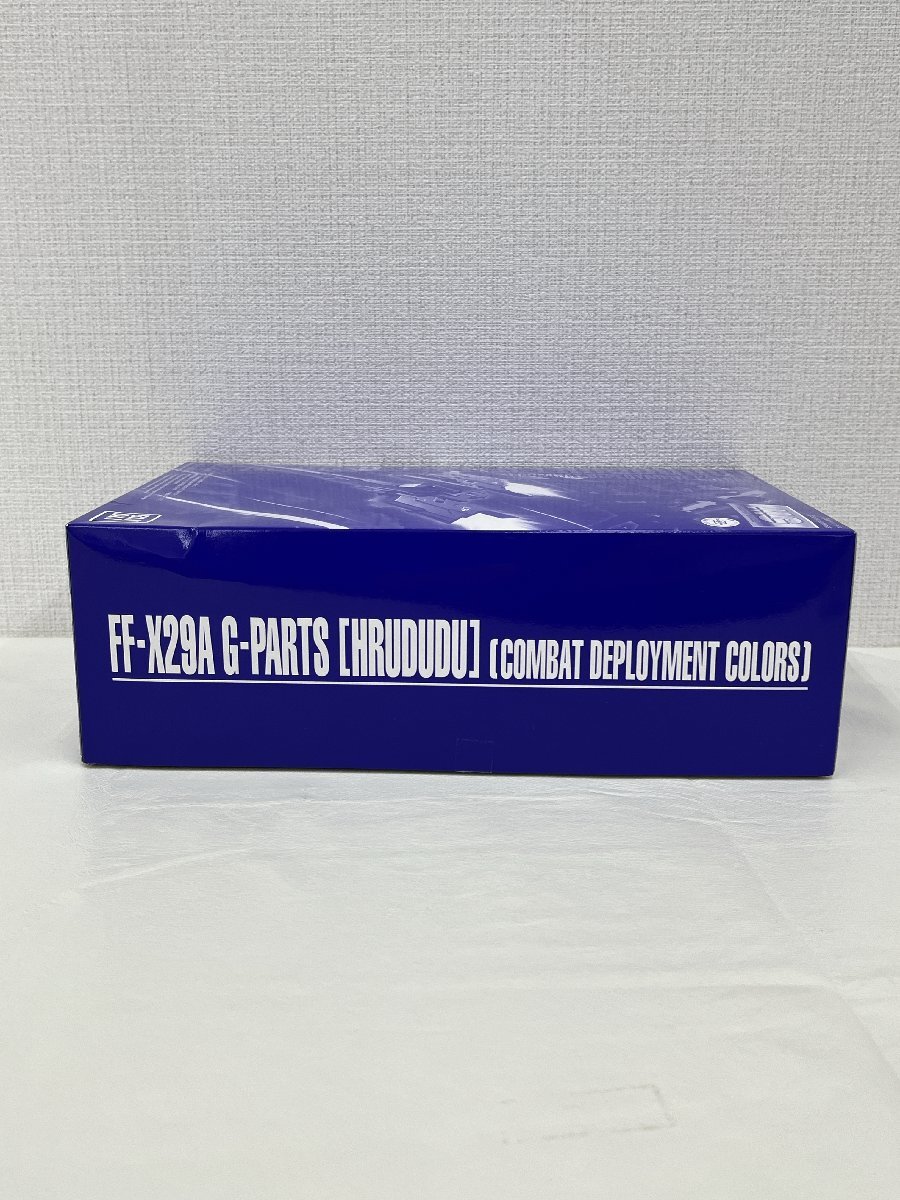 FF-X29A G-PARTS [HRUDUDU] (COMBAT DEPLOYMENT COLORS)